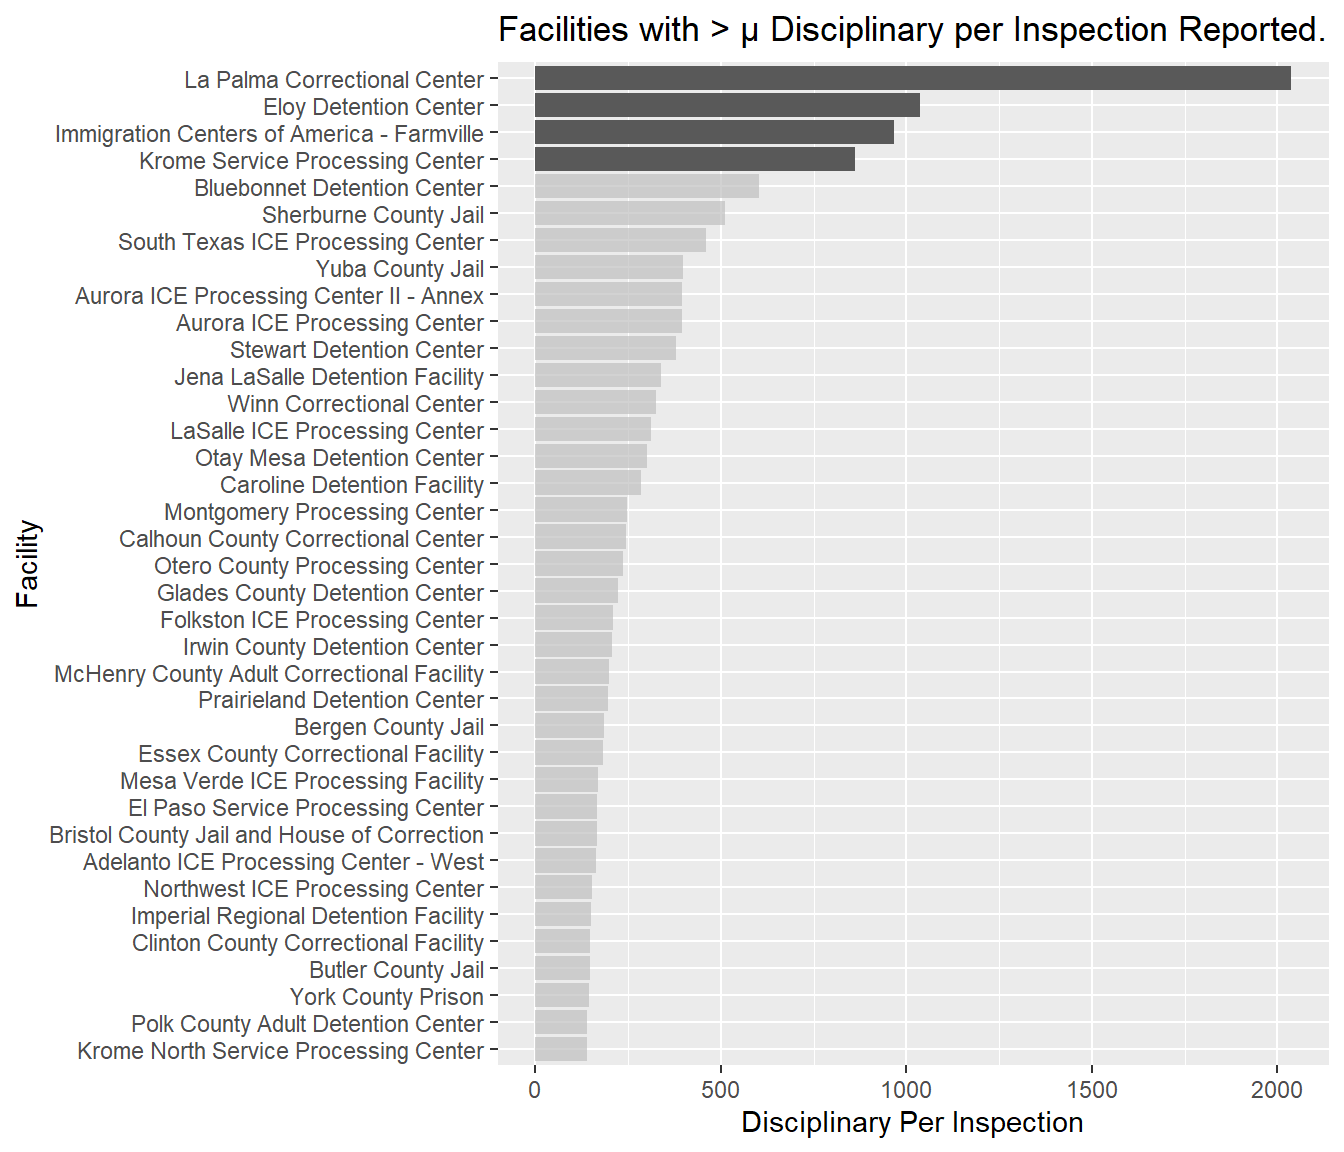 Facilities with > μ Disciplinary per Inspection Reported.
La Palma Correctional Center
Eloy Detention Center
Immigration Centers of America - Farmville
Krome Service Processing Center
Bluebonnet Detention Center
Sherburne County Jail
South Texas ICE Processing Center
Yuba County Jail
Aurora ICE Processing Center II - Annex
Aurora ICE Processing Center
Stewart Detention Center
Jena LaSalle Detention Facility
Winn Correctional Center
LaSalle ICE Processing Center
Otay Mesa Detention Center
Caroline Detention Facility
Montgomery Processing Center
Calhoun County Correctional Center
Otero County Processing Center
Glades County Detention Center
Folkston ICE Processing Center
Irwin County Detention Center
McHenry County Adult Correctional Facility
Prairieland Detention Center
Bergen County Jail
Essex County Correctional Facility
Mesa Verde ICE Processing Facility
El Paso Service Processing Center
Bristol County Jail and House of Correction
Adelanto ICE Processing Center - West
Northwest ICE Processing Center
Imperial Regional Detention Facility
Clinton County Correctional Facility
Butler County Jail
York County Prison
Polk County Adult Detention Center
Krome North Service Processing Center
Facility
0 500 1000 1500 2000
Disciplinary Per Inspection